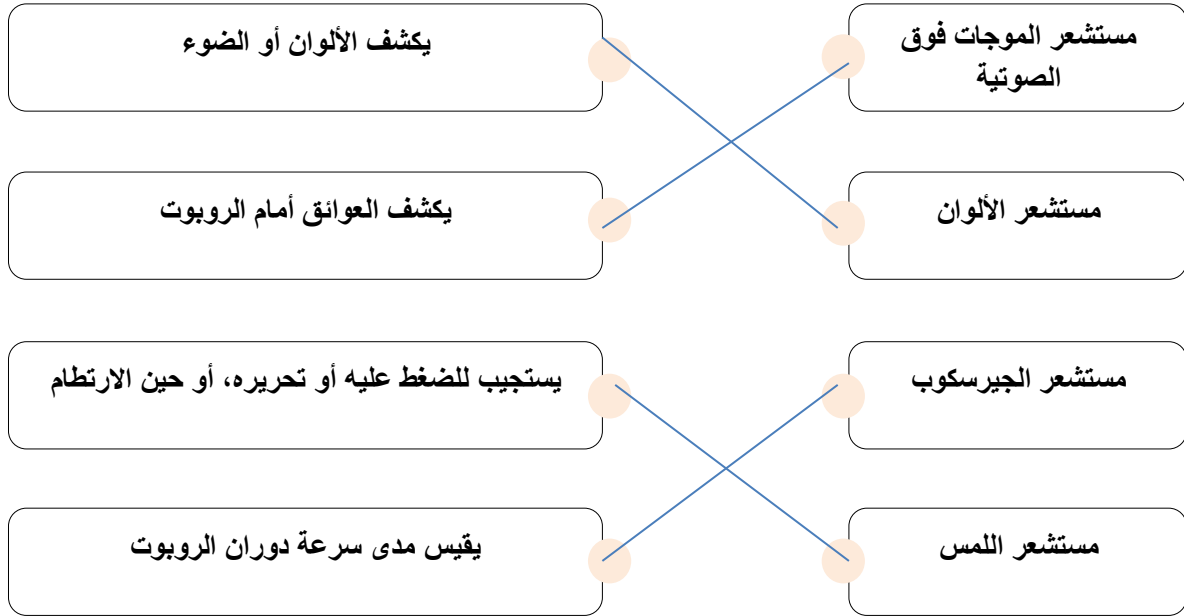 مستشعر الموجات فوق
الصوتية
يكشف الألوان أو الضوء
مستشعر الألوان
يكشف العوائق أمام الروبوت
مستشعر الجيرسكوب
يستجيب للضغط عليه أو تحريره، أو حين الارتطام
مستشعر اللمس
يقيس مدى سرعة دوران الروبوت